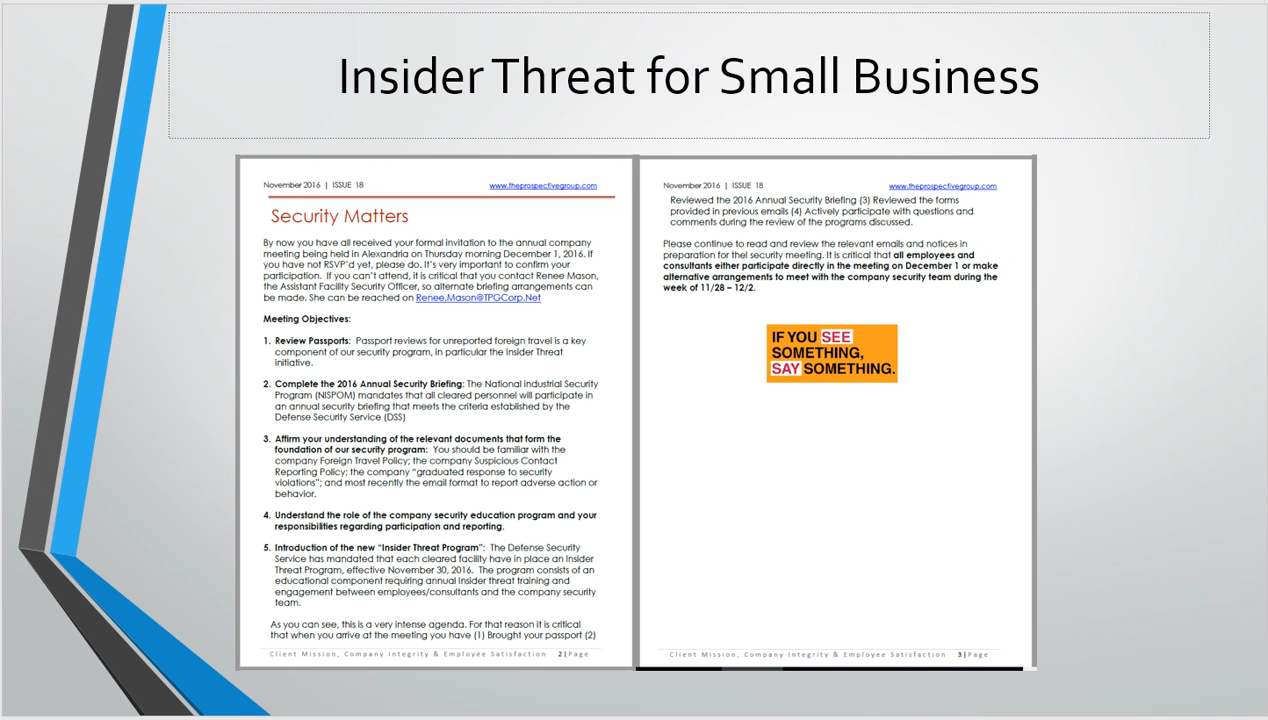 Insider Threat for Small Business
November 2016 | ISSUE 18
www.theprospectivegroup.com
Security Matters
By now you have all received your formal invitation to the annual company
meeting being held in Alexandria on Thursday morning December 1, 2016. If
you have not RSVP'd yet, please do. It's very important to confirm your
participation. If you can't attend, it is critical that you contact Renee Mason,
the Assistant Facility Security Officer, so alternate briefing arrangements can
be made. She can be reached on Renee.Mason@TPGCorp.Net
Meeting Objectives:
1. Review Passports: Passport reviews for unreported foreign travel is a key
component of our security program, in particular the Insider Threat
initiative.
2. Complete the 2016 Annual Security Briefing: The National Industrial Security
Program (NISPOM) mandates that all cleared personnel will participate in
an annual security briefing that meets the criteria established by the
Defense Security Service (DSS)
3. Affirm your understanding of the relevant documents that form the
foundation of our security program: You should be familiar with the
company Foreign Travel Policy; the company Suspicious Contact
Reporting Policy; the company "graduated response to security
violations"; and most recently the email format to report adverse action or
behavior.
4. Understand the role of the company security education program and your
responsibilities regarding participation and reporting.
5. Introduction of the new "Insider Threat Program": The Defense Security
Service has mandated that each cleared facility have in place an Insider
Threat Program, effective November 30, 2016. The program consists of an
educational component requiring annual Insider threat training and
engagement between employees/consultants and the company security
team.
As you can see, this is a very intense agenda. For that reason it is critical
that when you arrive at the meeting you have (1) Brought your passport (2)
Client Mission, Company Integrity & Employee Satisfaction 2|Page
November 2016 | ISSUE 18
www.theprospectivegroup.com
Reviewed the 2016 Annual Security Briefing (3) Reviewed the forms
provided in previous emails (4) Actively participate with questions and
comments during the review of the programs discussed.
Please continue to read and review the relevant emails and notices in
preparation for thei security meeting. It is critical that all employees and
consultants either participate directly in the meeting on December 1 or make
alternative arrangements to meet with the company security team during the
week of 11/28 – 12/2.
IF YOU SEE
SOMETHING,
SAY SOMETHING.
Client Mission, Company Integrity & Employee Satisfaction 3|Page